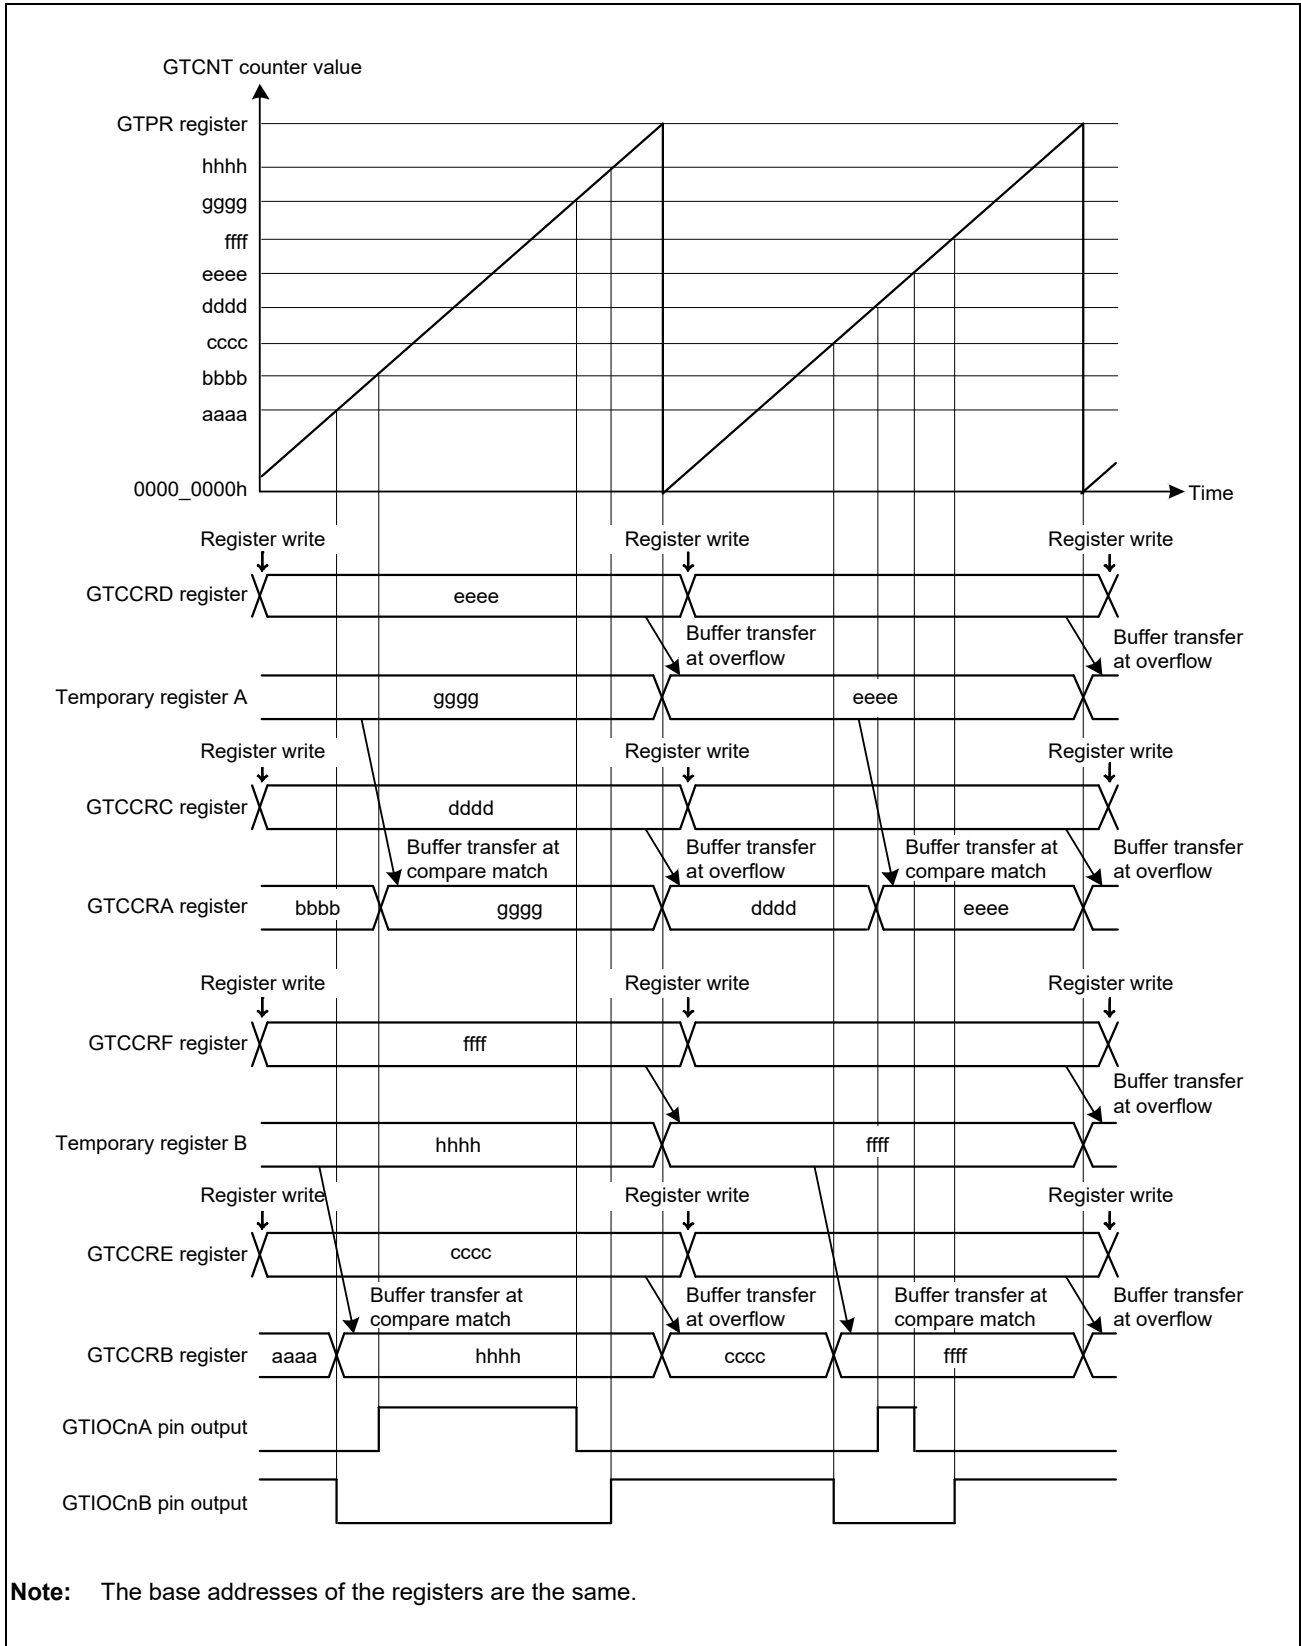 GTCNT counter value
GTPR register
hhhh
gggg
ffff
eeee
dddd
cccc
bbbb
aaaa
0000_0000h
Time
Register write Register write Register write
GTCCRD register eeee
Buffer transfer
at overflow
Buffer transfer
at overflow
Temporary register A gggg eeee
Register write Register write Register write
GTCCRC register dddd
Buffer transfer at
compare match
Buffer transfer
at overflow
Buffer transfer at
compare match
Buffer transfer
at overflow
GTCCRA register bbbb gggg dddd eeee
Register write Register write Register write
GTCCRF register ffff
Buffer transfer
at overflow
Temporary register B hhhh ffff
Register write Register write Register write
GTCCRE register cccc
Buffer transfer at
compare match
Buffer transfer
at overflow
Buffer transfer at
compare match
Buffer transfer
at overflow
GTCCRB register aaaa hhhh cccc ffff
GTIOCnA pin output
GTIOCnB pin output
Note: The base addresses of the registers are the same.